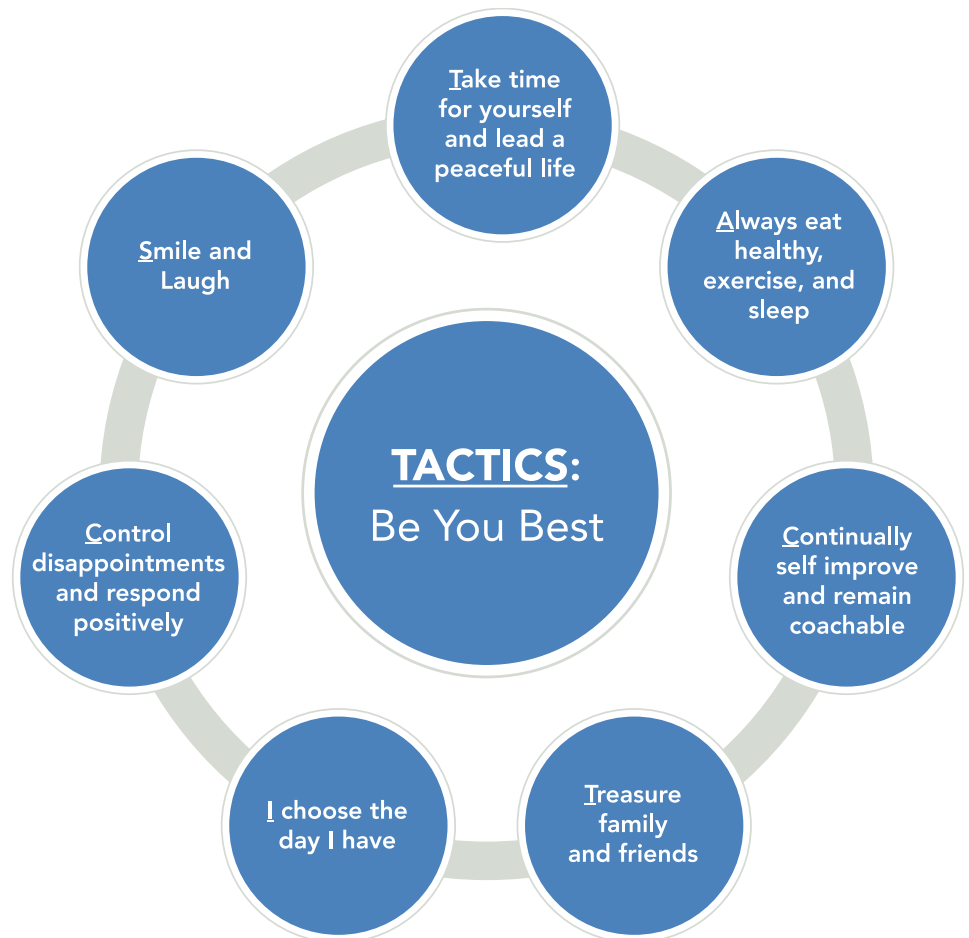 Take time
for yourself
and lead a
peaceful life
Always eat
healthy,
exercise, and
sleep
Continually
self improve
and remain
coachable
Treasure
family
and friends
I choose the
day I have
Control
disappointments
and respond
positively
Smile and
Laugh
TACTICS:
Be You Best